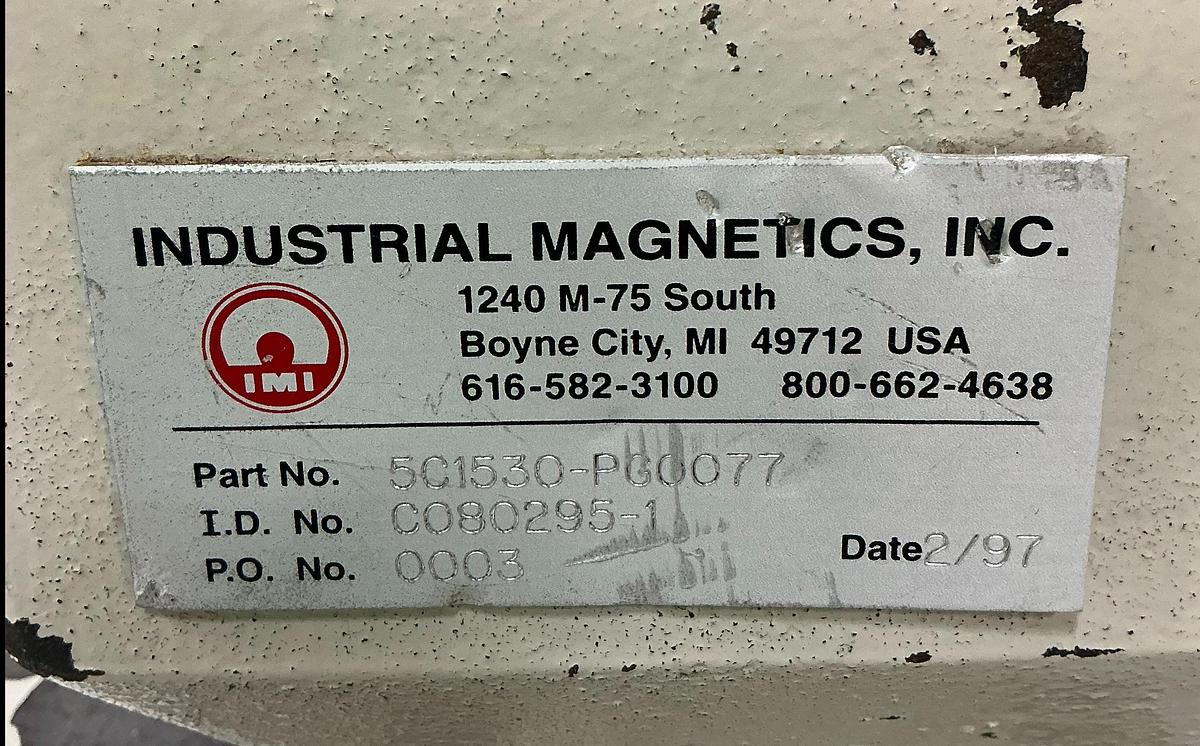 INDUSTRIAL MAGNETICS, INC.
1240 M-75 South
Boyne City, MI 49712 USA
616-582-3100 800-662-4638
IMI
Part No. 5C1530-PG0077
I.D. No. C080295-1
P.O. No. 0003
Date 2/97